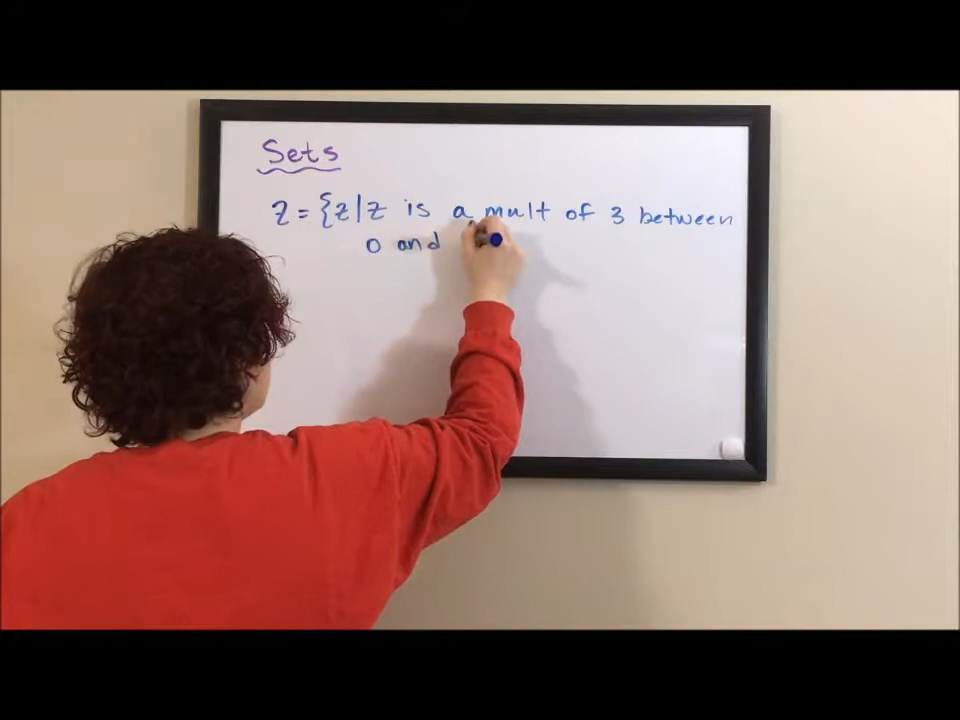 Sets
Z = {z|z is a mult of 3 between
0 and